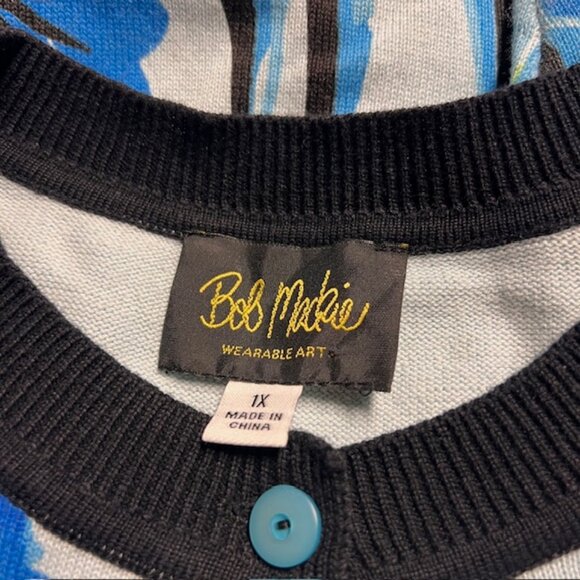 Bob Mackie
WEARABLE ART
1X
MADE IN
CHINA